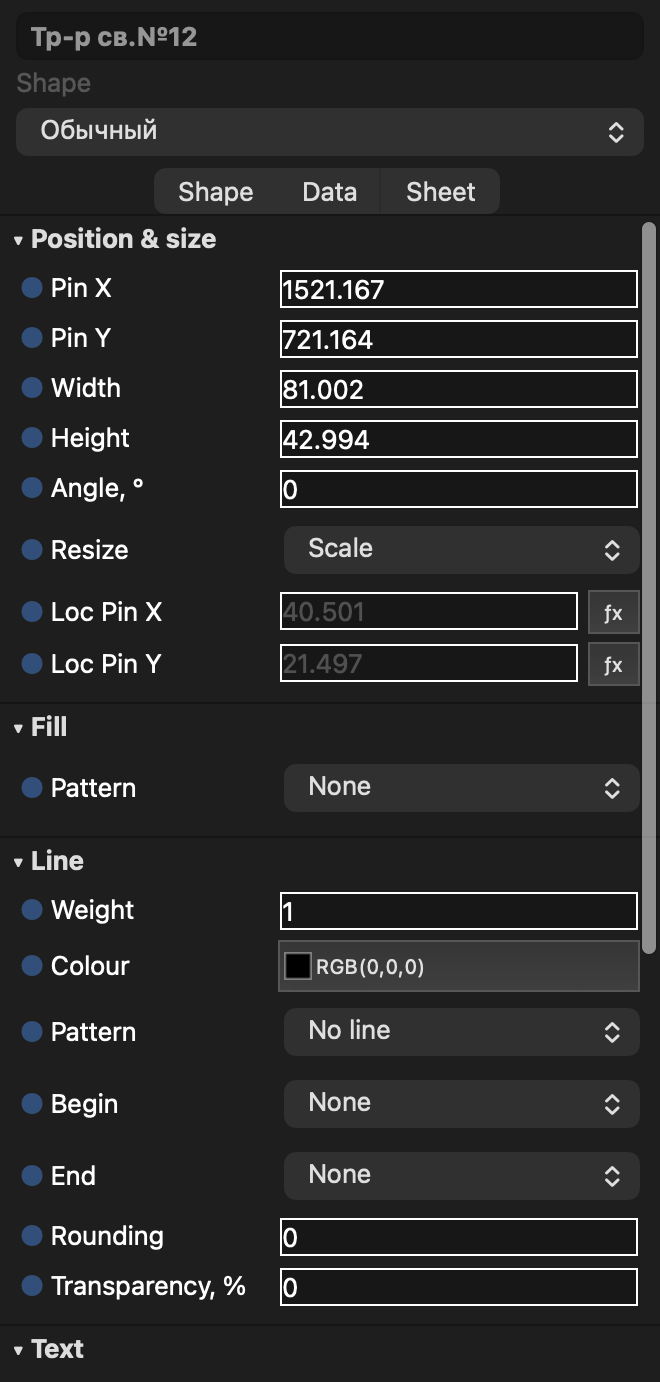 Тр-р св.№12
Shape
Обычный
Shape Data Sheet
Position & size
Pin X 1521.167
Pin Y 721.164
Width 81.002
Height 42.994
Angle, ° 0
Resize Scale
Loc Pin X 40.501 ƒx
Loc Pin Y 21.497 ƒx
Fill
Pattern None
Line
Weight 1
Colour RGB(0,0,0)
Pattern No line
Begin None
End None
Rounding 0
Transparency, % 0
Text